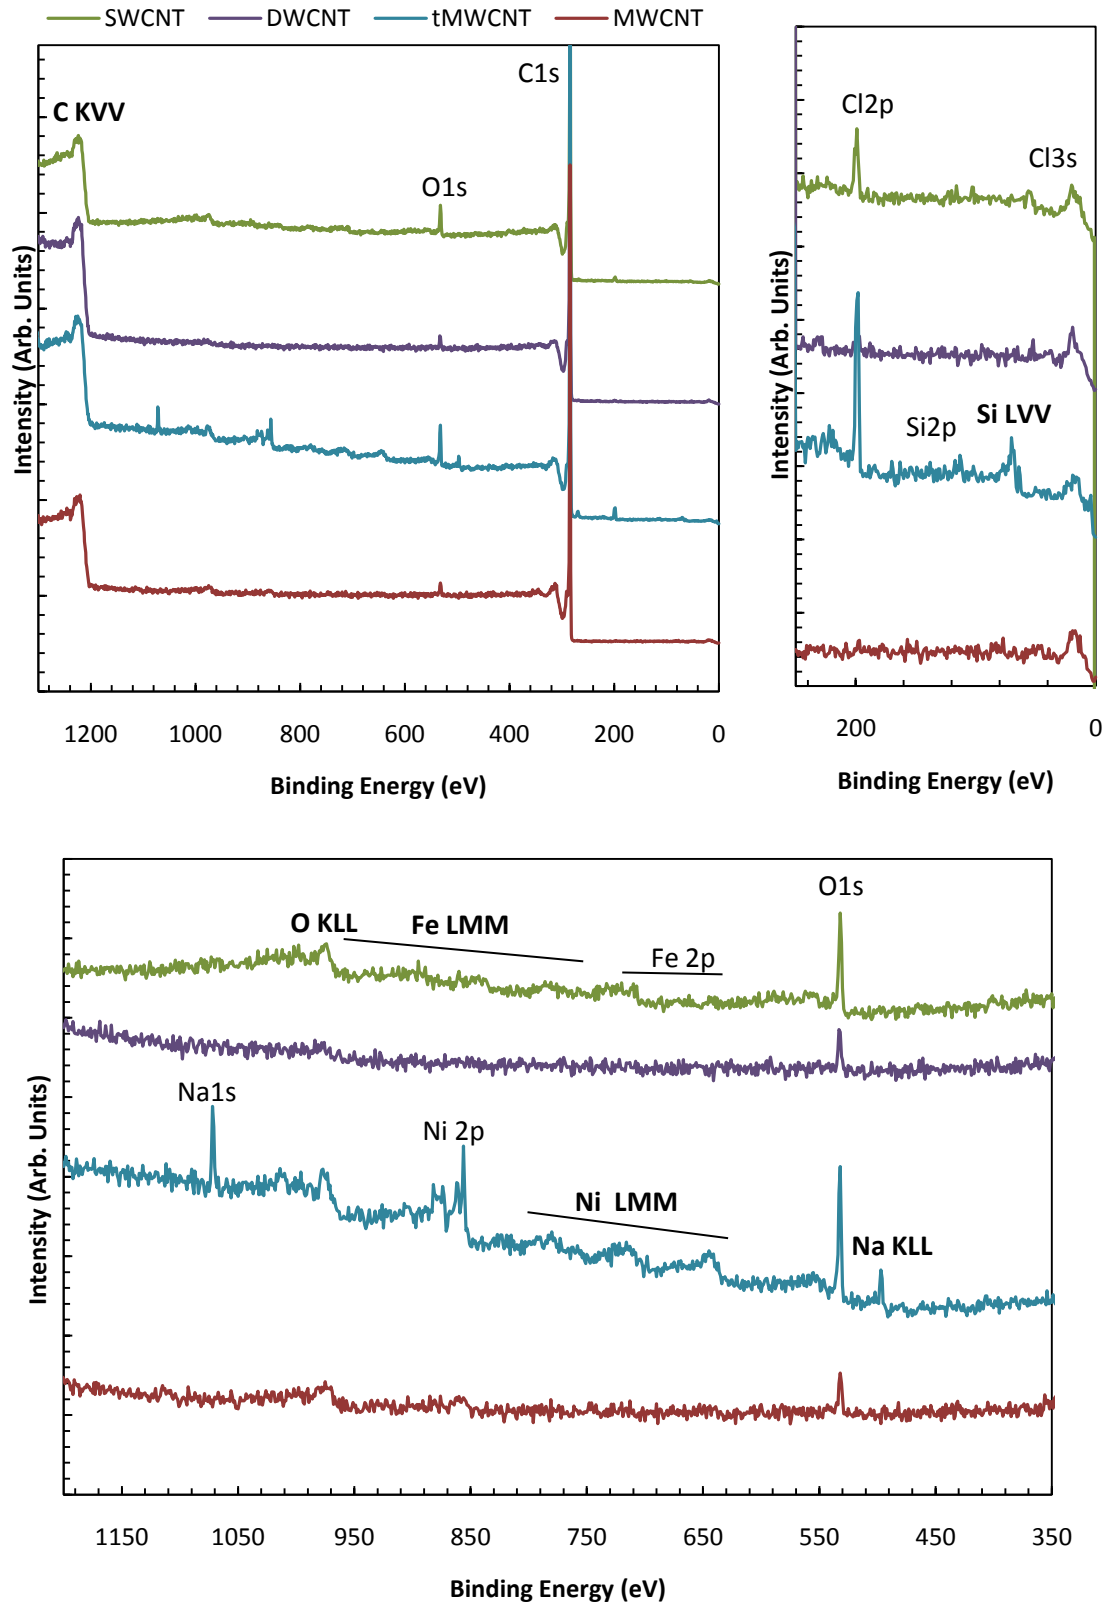 SWCNT DWCNT tMWCNT MWCNT
C1s
C KVV
O1s
Intensity (Arb. Units)
1200 1000 800 600 400 200 0
Binding Energy (eV)
Cl2p
Cl3s
Si2p
Si LVV
Intensity (Arb. Units)
200 0
Binding Energy (eV)
O1s
O KLL
Fe LMM
Fe 2p
Na1s
Ni 2p
Ni LMM
Na KLL
Intensity (Arb. Units)
1150 1050 950 850 750 650 550 450 350
Binding Energy (eV)